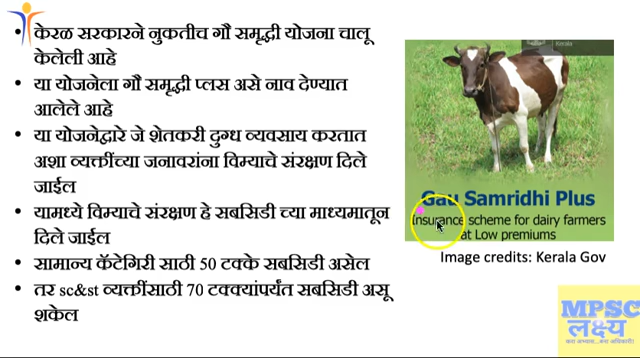 • केरळ सरकारने नुकतीच गौ समृद्धी योजना चालू
केलेली आहे
• या योजनेला गौ समृद्धी प्लस असे नाव देण्यात
आलेले आहे
• या योजनेद्वारे जे शेतकरी दुग्ध व्यवसाय करतात
अशा व्यक्तींच्या जनावरांना विम्याचे संरक्षण दिले
जाईल
• यामध्ये विम्याचे संरक्षण हे सबसिडी च्या माध्यमातून
दिले जाईल
• सामान्य कॅटेगिरी साठी 50 टक्के सबसिडी असेल
• तर sc&st व्यक्तींसाठी 70 टक्क्यांपर्यंत सबसिडी असू
शकेल
Kerala
Gau Samridhi Plus
Insurance scheme for dairy farmers
at Low premiums
Image credits: Kerala Gov
MPSC
लक्ष्य